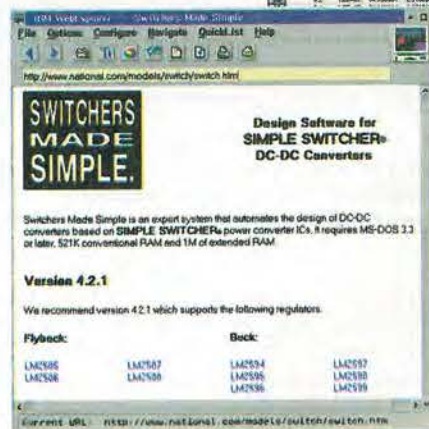 IBM WebExplorer - Switchers Made Simple
File Options Configure Navigate QuickList Help
http://www.national.com/models/switch/switch.htm
SWITCHERS
MADE
SIMPLE.
Design Software for
SIMPLE SWITCHER®
DC-DC Converters
Switchers Made Simple is an expert system that automates the design of DC-DC
converters based on SIMPLE SWITCHER® power converter ICs. It requires MS-DOS 3.3
or later, 521K conventional RAM and 1M of extended RAM.
Version 4.2.1
We recommend version 4.2.1 which supports the following regulators.
Flyback: Buck:
LM2585 LM2587 LM2594 LM2597
LM2586 LM2588 LM2595 LM2598
LM2596 LM2599
Current URL: http://www.national.com/models/switch/switch.htm